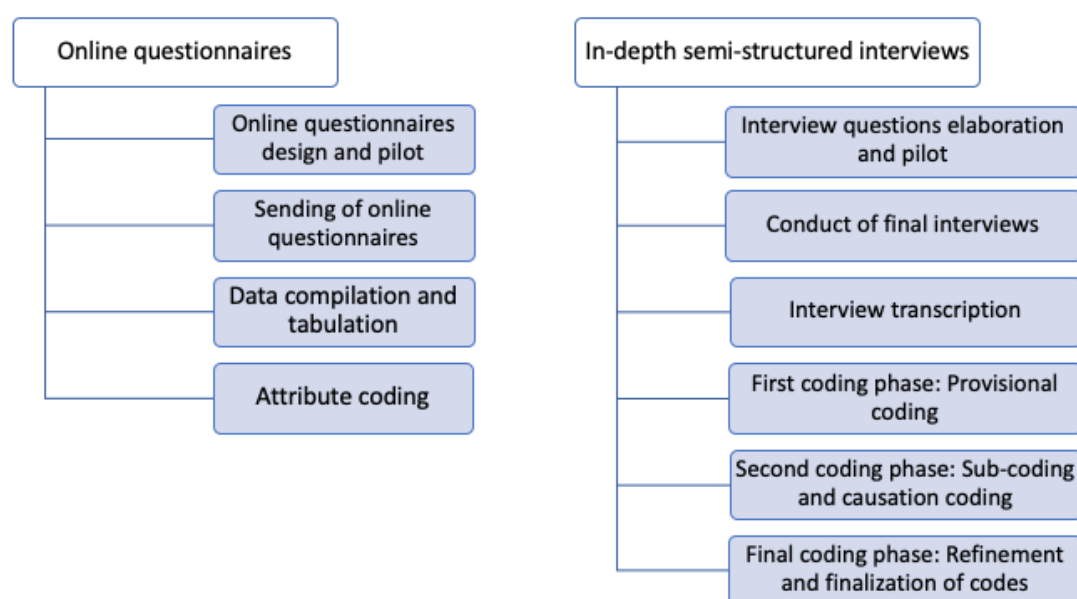 Online questionnaires
Online questionnaires
design and pilot
Sending of online
questionnaires
Data compilation and
tabulation
Attribute coding
In-depth semi-structured interviews
Interview questions elaboration
and pilot
Conduct of final interviews
Interview transcription
First coding phase: Provisional
coding
Second coding phase: Sub-coding
and causation coding
Final coding phase: Refinement
and finalization of codes